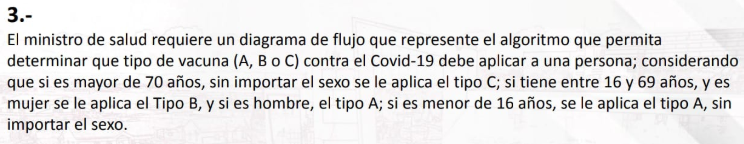 3.-
El ministro de salud requiere un diagrama de flujo que represente el algoritmo que permita
determinar que tipo de vacuna (A, B o C) contra el Covid-19 debe aplicar a una persona; considerando
que si es mayor de 70 años, sin importar el sexo se le aplica el tipo C; si tiene entre 16 y 69 años, y es
mujer se le aplica el Tipo B, y si es hombre, el tipo A; si es menor de 16 años, se le aplica el tipo A, sin
importar el sexo.